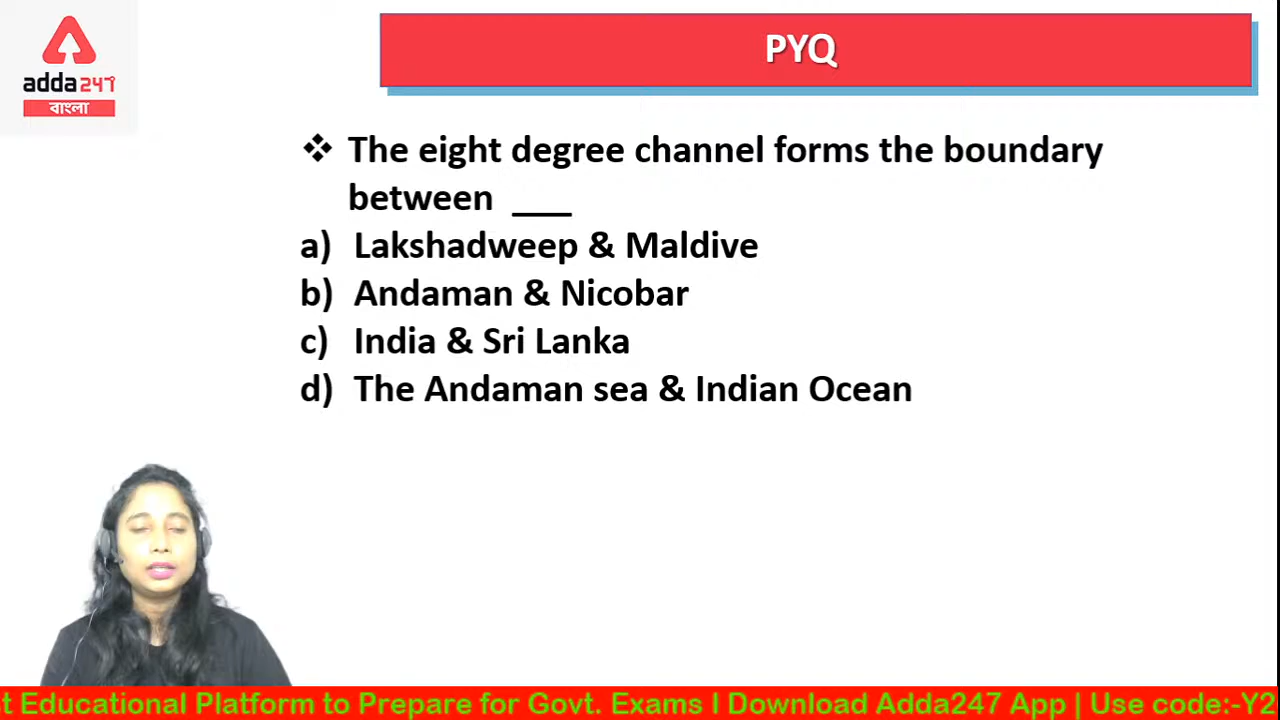 adda247
বাংলা
PYQ
❖ The eight degree channel forms the boundary
between ___
a) Lakshadweep & Maldive
b) Andaman & Nicobar
c) India & Sri Lanka
d) The Andaman sea & Indian Ocean
t Educational Platform to Prepare for Govt. Exams I Download Adda247 App | Use code:-Y2